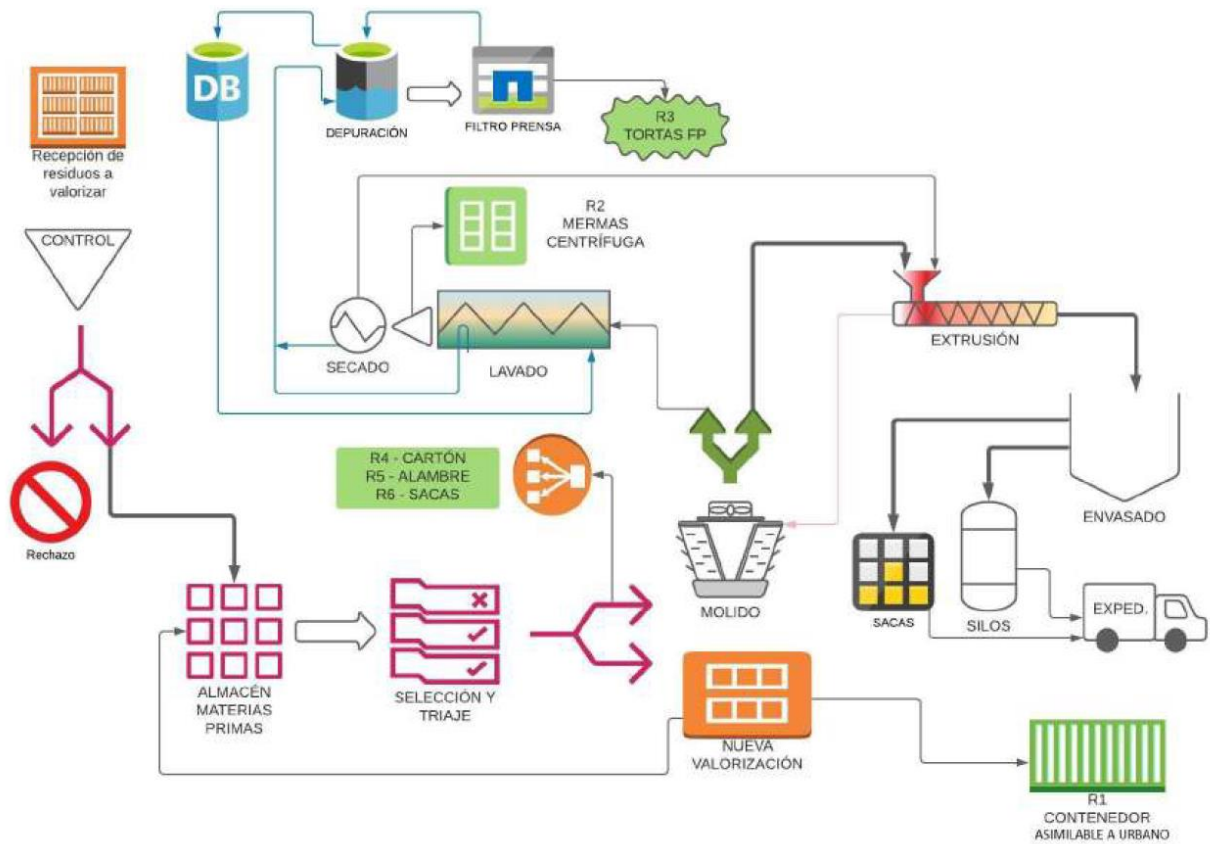 DB
DEPURACIÓN
FILTRO PRENSA
R3
TORTAS FP
Recepción de
residuos a
valorizar
CONTROL
R2
MERMAS
CENTRÍFUGA
SECADO
LAVADO
EXTRUSIÓN
R4 - CARTÓN
R5 - ALAMBRE
R6 - SACAS
Rechazo
MOLIDO
ENVASADO
SACAS
SILOS
EXPED.
ALMACÉN
MATERIAS
PRIMAS
SELECCIÓN Y
TRIAJE
NUEVA
VALORIZACIÓN
R1
CONTENEDOR
ASIMILABLE A URBANO